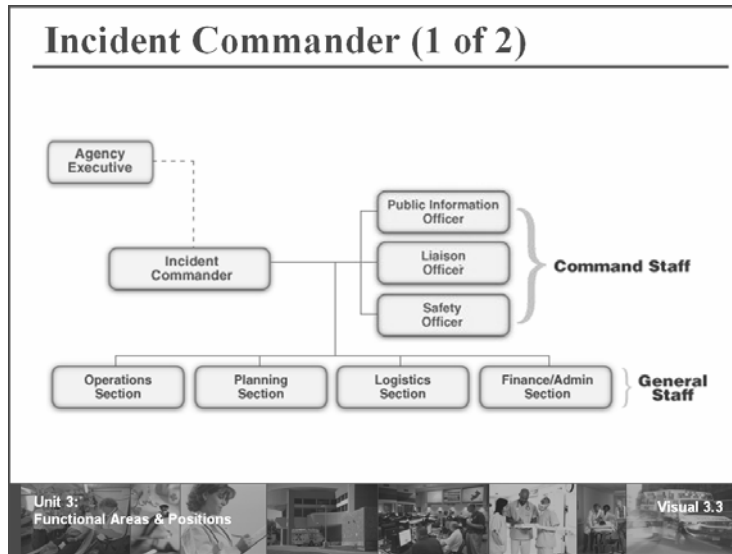 Incident Commander (1 of 2)
Agency
Executive
Incident
Commander
Public Information
Officer
Liaison
Officer
Safety
Officer
Command Staff
Operations
Section
Planning
Section
Logistics
Section
Finance/Admin
Section
General
Staff
Unit 3:
Functional Areas & Positions
Visual 3.3